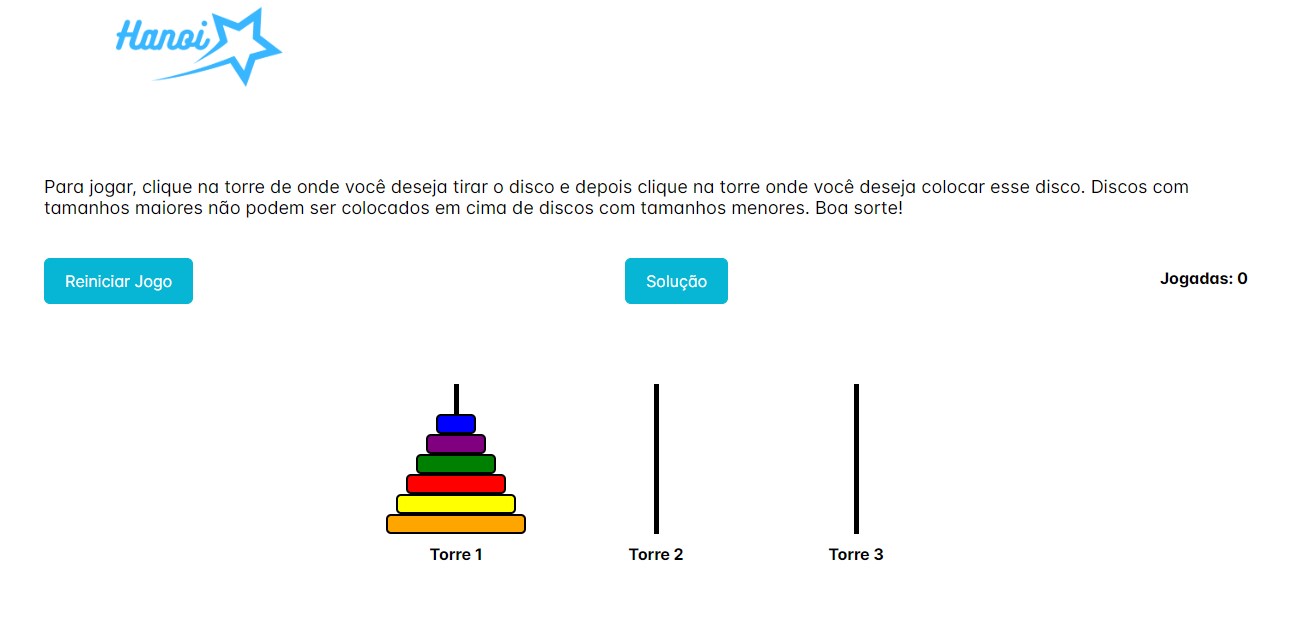 Hanoi
Para jogar, clique na torre de onde você deseja tirar o disco e depois clique na torre onde você deseja colocar esse disco. Discos com
tamanhos maiores não podem ser colocados em cima de discos com tamanhos menores. Boa sorte!
Reiniciar Jogo
Solução
Jogadas: 0
Torre 1
Torre 2
Torre 3